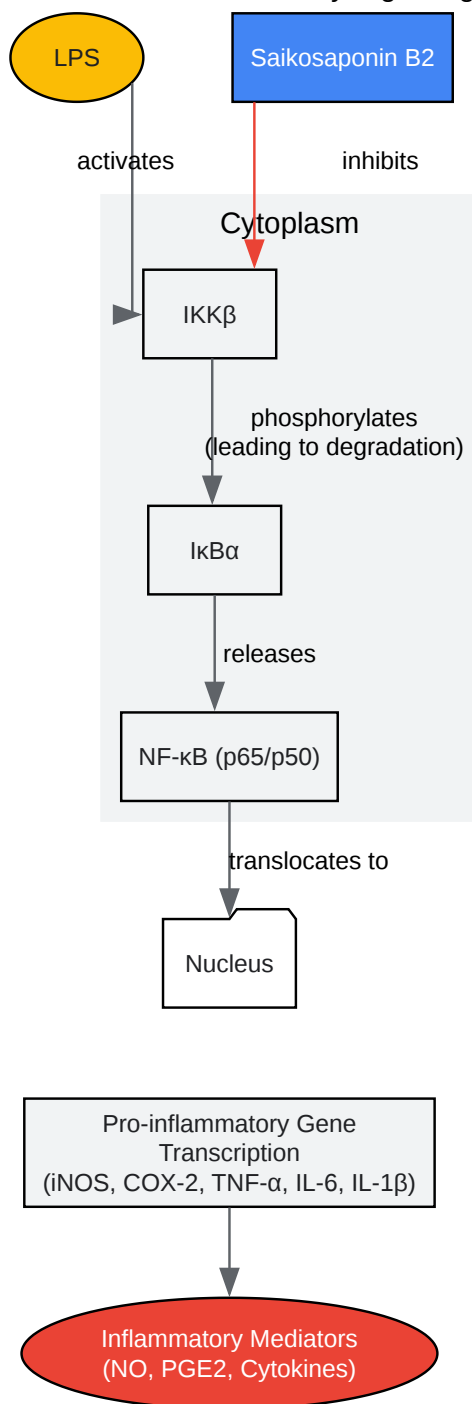 LPS
Saikosaponin B2
activates
inhibits
Cytoplasm
IKKβ
phosphorylates
(leading to degradation)
IκBα
releases
NF-κB (p65/p50)
translocates to
Nucleus
Pro-inflammatory Gene
Transcription
(iNOS, COX-2, TNF-α, IL-6, IL-1β)
Inflammatory Mediators
(NO, PGE2, Cytokines)